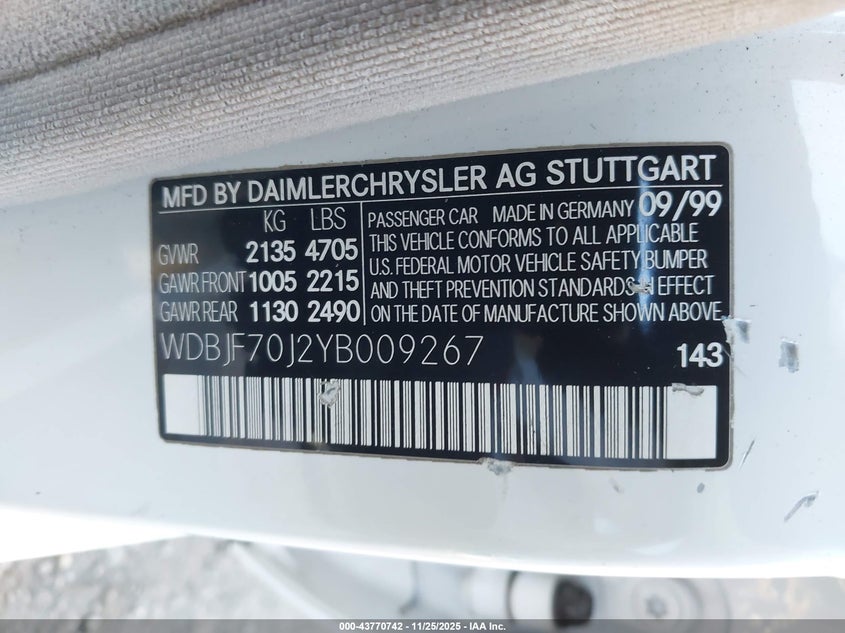 MFD BY DAIMLERCHRYSLER AG STUTTGART
KG LBS
GVWR 2135 4705
GAWR FRONT 1005 2215
GAWR REAR 1130 2490
PASSENGER CAR MADE IN GERMANY 09/99
THIS VEHICLE CONFORMS TO ALL APPLICABLE
U.S. FEDERAL MOTOR VEHICLE SAFETY BUMPER
AND THEFT PREVENTION STANDARDS IN EFFECT
ON THE DATE OF MANUFACTURE SHOWN ABOVE.
WDBJF70J2YB009267 143
000-43770742 - 11/25/2025 - IAA Inc.